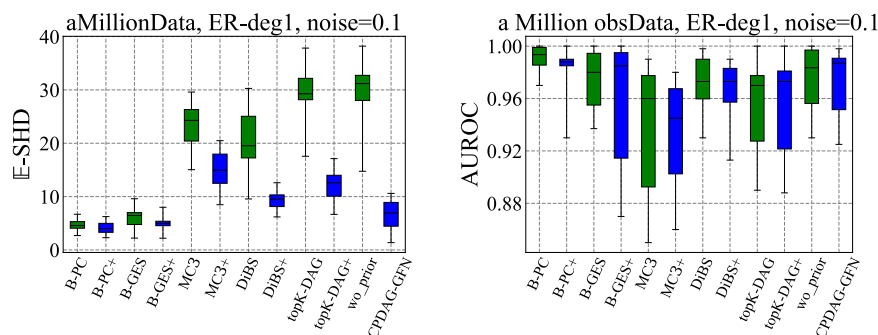 aMillionData, ER-deg1, noise=0.1
40
30
20
10
0
𝔼-SHD
B-PC
B-PC+
B-GES
B-GES+
MC3
MC3+
DiBS
DiBS+
topK-DAG
topK-DAG+
wo_prior
CPDAG-GFN
a Million obsData, ER-deg1, noise=0.1
1.00
0.96
0.92
0.88
AUROC
B-PC
B-PC+
B-GES
B-GES+
MC3
MC3+
DiBS
DiBS+
topK-DAG
topK-DAG+
wo_prior
CPDAG-GFN